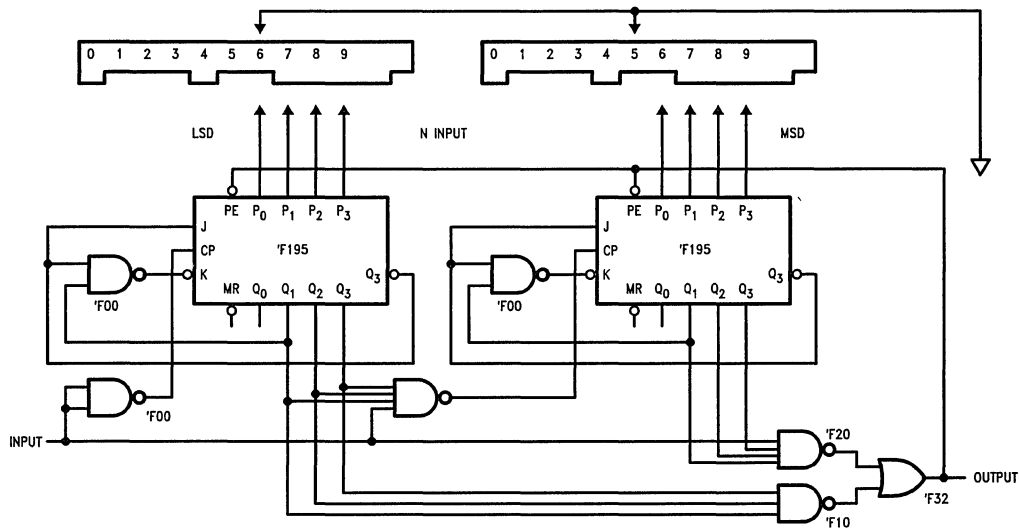 0 1 2 3 4 5 6 7 8 9
0 1 2 3 4 5 6 7 8 9
LSD
N INPUT
MSD
PE P0 P1 P2 P3
PE P0 P1 P2 P3
J
J
CP
'F195
CP
'F195
K
Q3
K
Q3
'F00
MR Q0 Q1 Q2 Q3
'F00
MR Q0 Q1 Q2 Q3
'F00
INPUT
'F20
OUTPUT
'F32
'F10